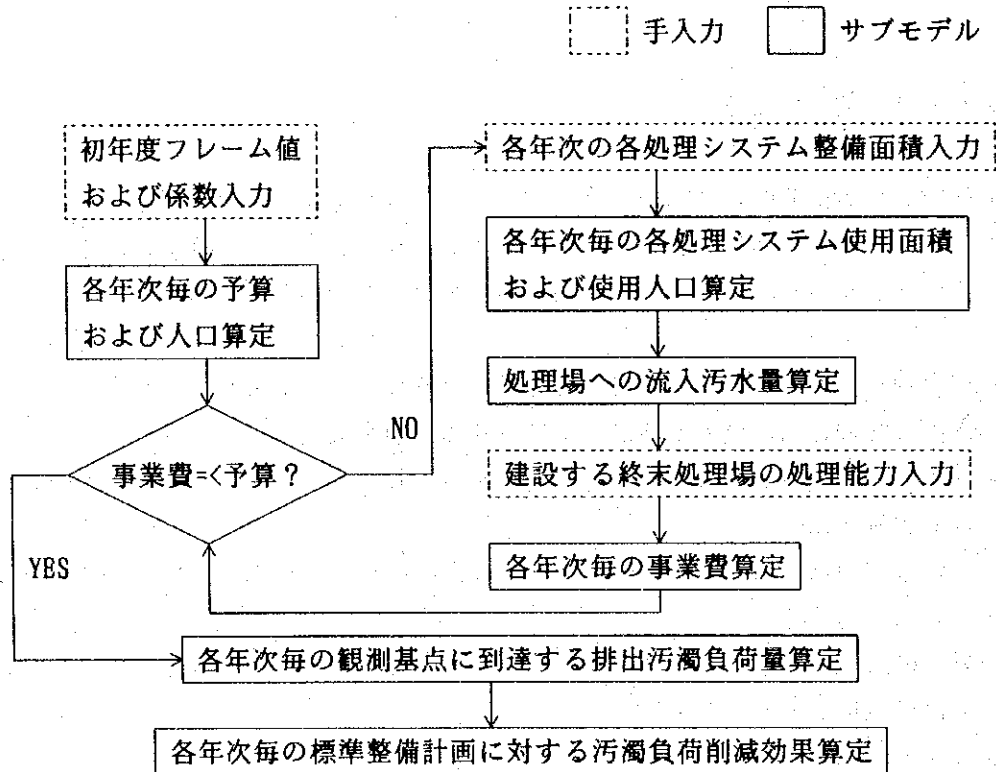 手入力 サブモデル
初年度フレーム値
および係数入力
各年次毎の予算
および人口算定
事業費=<予算?
NO
YES
各年次の各処理システム整備面積入力
各年次毎の各処理システム使用面積
および使用人口算定
処理場への流入汚水量算定
建設する終末処理場の処理能力入力
各年次毎の事業費算定
各年次毎の観測基点に到達する排出汚濁負荷量算定
各年次毎の標準整備計画に対する汚濁負荷削減効果算定